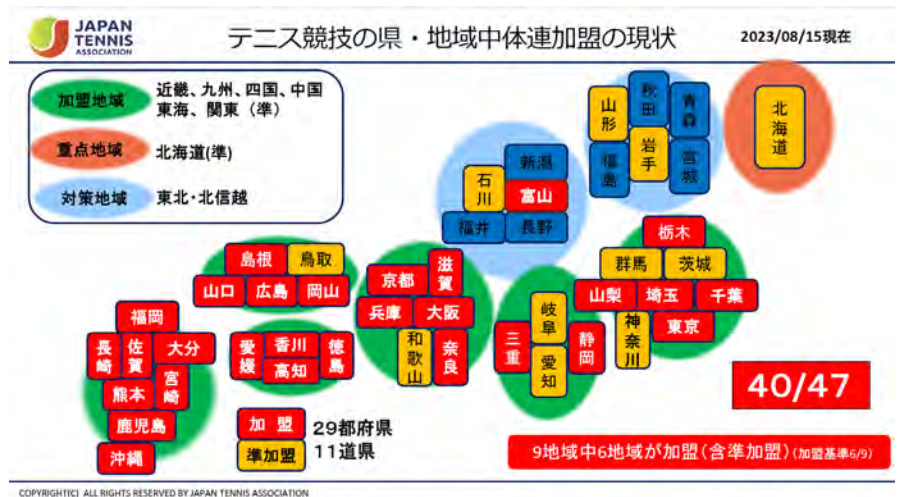 JAPAN
TENNIS
ASSOCIATION
テニス競技の県・地域中体連加盟の現状
2023/08/15現在
加盟地域
近畿、九州、四国、中国
東海、関東（準）
重点地域
北海道(準)
対策地域
東北・北信越
北海道
秋田
青森
山形
岩手
福島
宮城
新潟
石川
富山
福井
長野
栃木
群馬
茨城
山梨
埼玉
千葉
神奈川
東京
島根
鳥取
山口
広島
岡山
京都
滋賀
兵庫
大阪
和歌山
奈良
岐阜
三重
愛知
静岡
愛媛
香川
徳島
高知
福岡
長崎
佐賀
大分
熊本
宮崎
鹿児島
沖縄
加 盟
29都府県
準加盟
11道県
40/47
9地域中6地域が加盟(含準加盟) (加盟基準6/9)
COPYRIGHT(C) ALL RIGHTS RESERVED BY JAPAN TENNIS ASSOCIATION